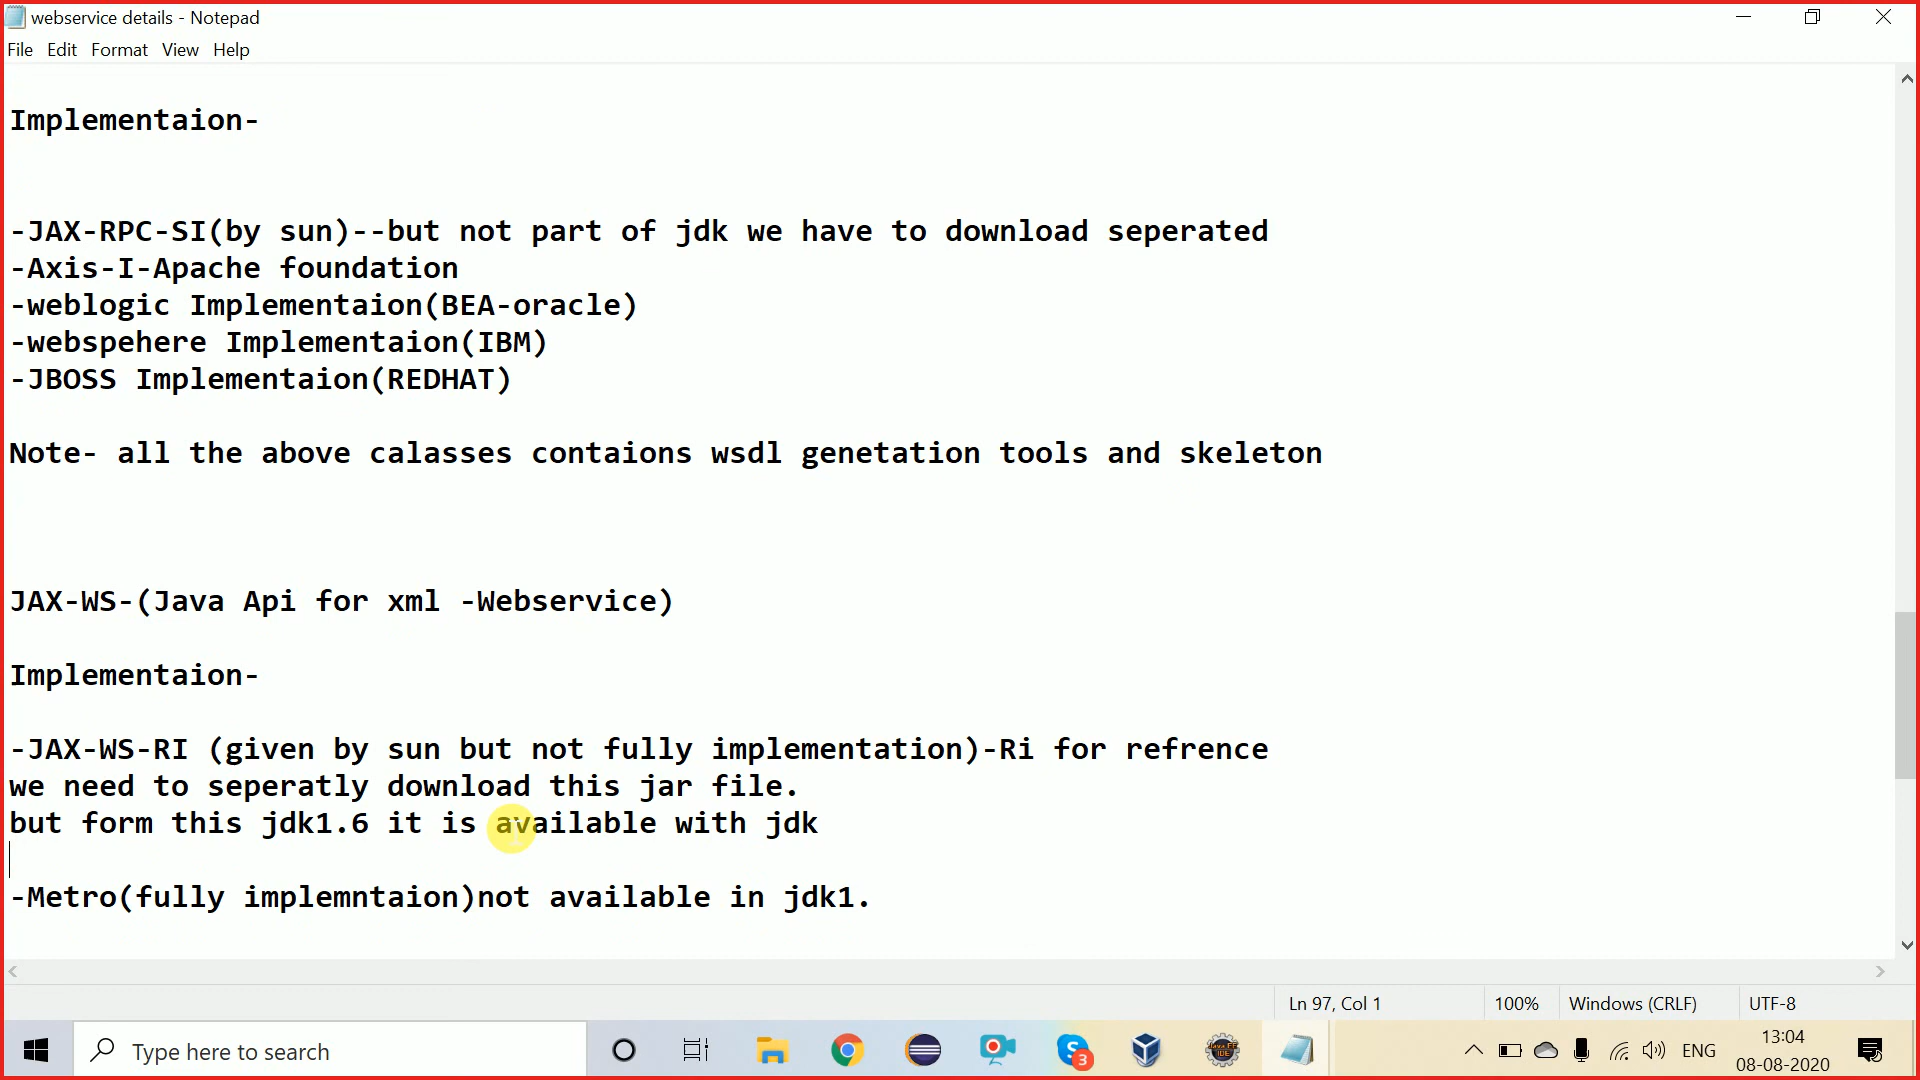 webservice details - Notepad
File Edit Format View Help
Implementaion-
-JAX-RPC-SI(by sun)--but not part of jdk we have to download seperated
-Axis-I-Apache foundation
-weblogic Implementaion(BEA-oracle)
-webspehere Implementaion(IBM)
-JBOSS Implementaion(REDHAT)
Note- all the above calasses contaions wsdl genetation tools and skeleton
JAX-WS-(Java Api for xml -Webservice)
Implementaion-
-JAX-WS-RI (given by sun but not fully implementation)-Ri for refrence
we need to seperatly download this jar file.
but form this jdk1.6 it is available with jdk
-Metro(fully implemntaion)not available in jdk1.
Ln 97, Col 1 100% Windows (CRLF) UTF-8
Type here to search
3
JAVA EE
IDE
ENG
13:04
08-08-2020